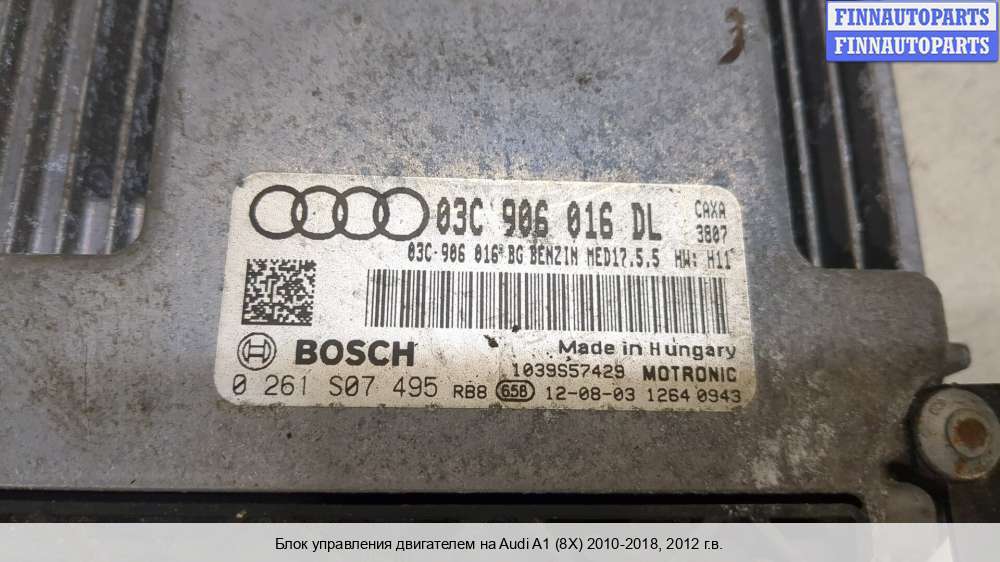 FINNAUTOPARTS
FINNAUTOPARTS
03C 906 016 DL
CAXA
3807
03C 906 016 BG BENZIN MED17.5.5 HW: H11
BOSCH
Made in Hungary
1039S57429 MOTRONIC
0 261 S07 495 RB8 658 12-08-03 1264 0943
Блок управления двигателем на Audi A1 (8X) 2010-2018, 2012 г.в.